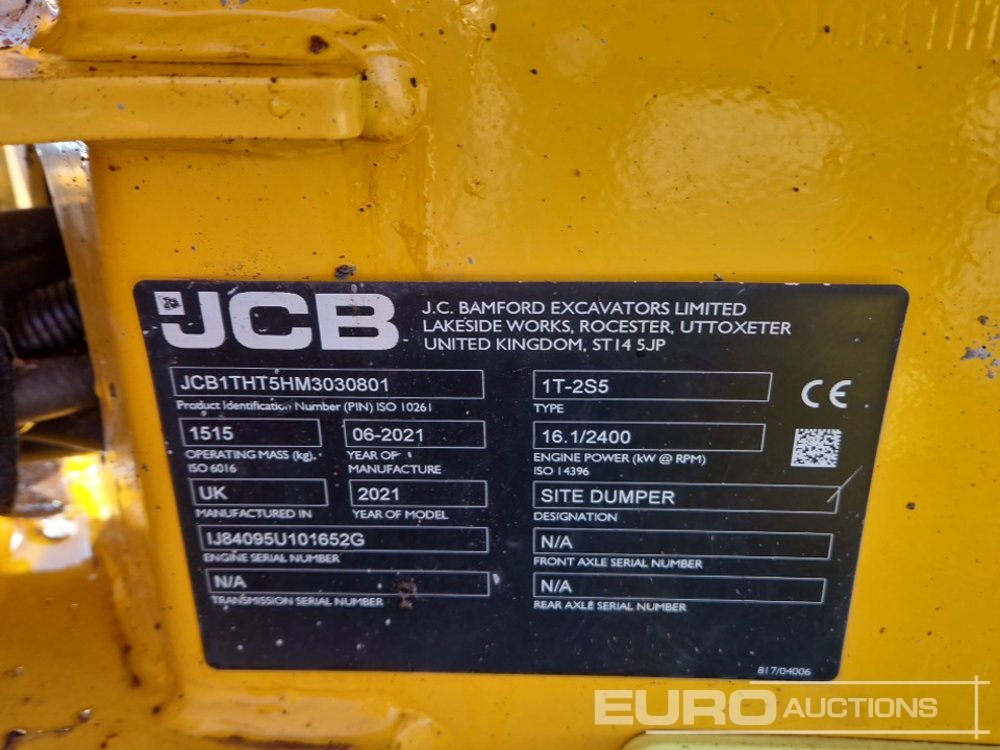 JCB
J.C. BAMFORD EXCAVATORS LIMITED
LAKESIDE WORKS, ROCESTER, UTTOXETER
UNITED KINGDOM, ST14 5JP
JCB1THT5HM3030801
Product Identification Number (PIN) ISO 10261
1515
06-2021
OPERATING MASS (kg).
ISO 6016
YEAR OF
MANUFACTURE
UK
2021
MANUFACTURED IN
YEAR OF MODEL
IJ84095U101652G
ENGINE SERIAL NUMBER
N/A
TRANSMISSION SERIAL NUMBER
1T-2S5
TYPE
CE
16.1/2400
ENGINE POWER (kW @ RPM)
ISO 14396
SITE DUMPER
DESIGNATION
N/A
FRONT AXLE SERIAL NUMBER
N/A
REAR AXLE SERIAL NUMBER
817/04006
EURO AUCTIONS